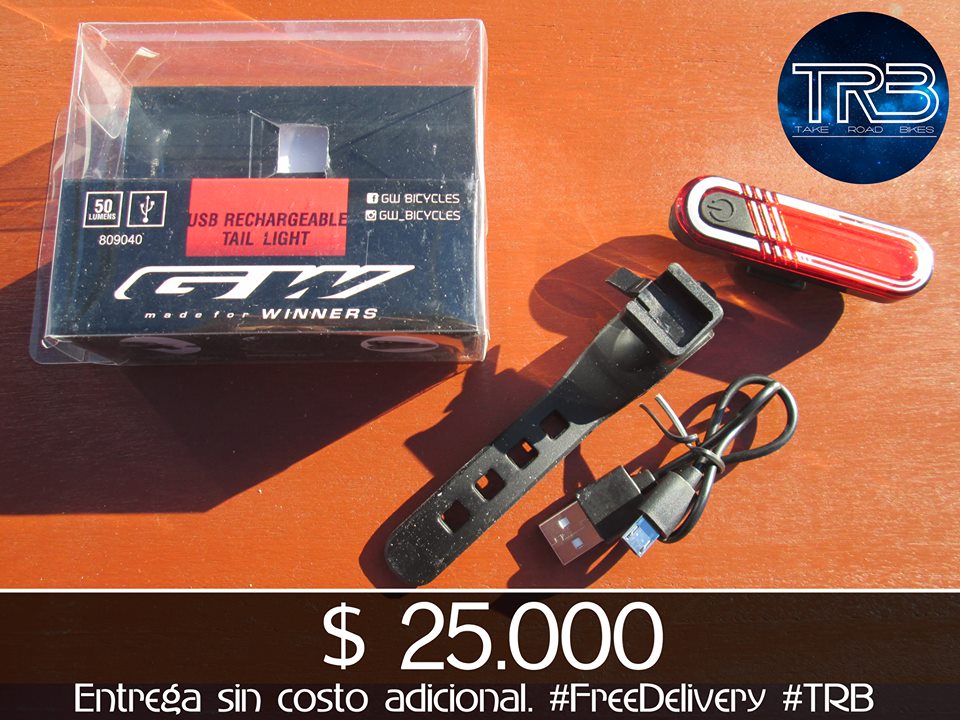 TRB
TAKE ROAD BIKES
50
LUMENS
809040
USB RECHARGEABLE
TAIL LIGHT
GW BICYCLES
GW_BICYCLES
GW
made for WINNERS
$ 25.000
Entrega sin costo adicional. #FreeDelivery #TRB